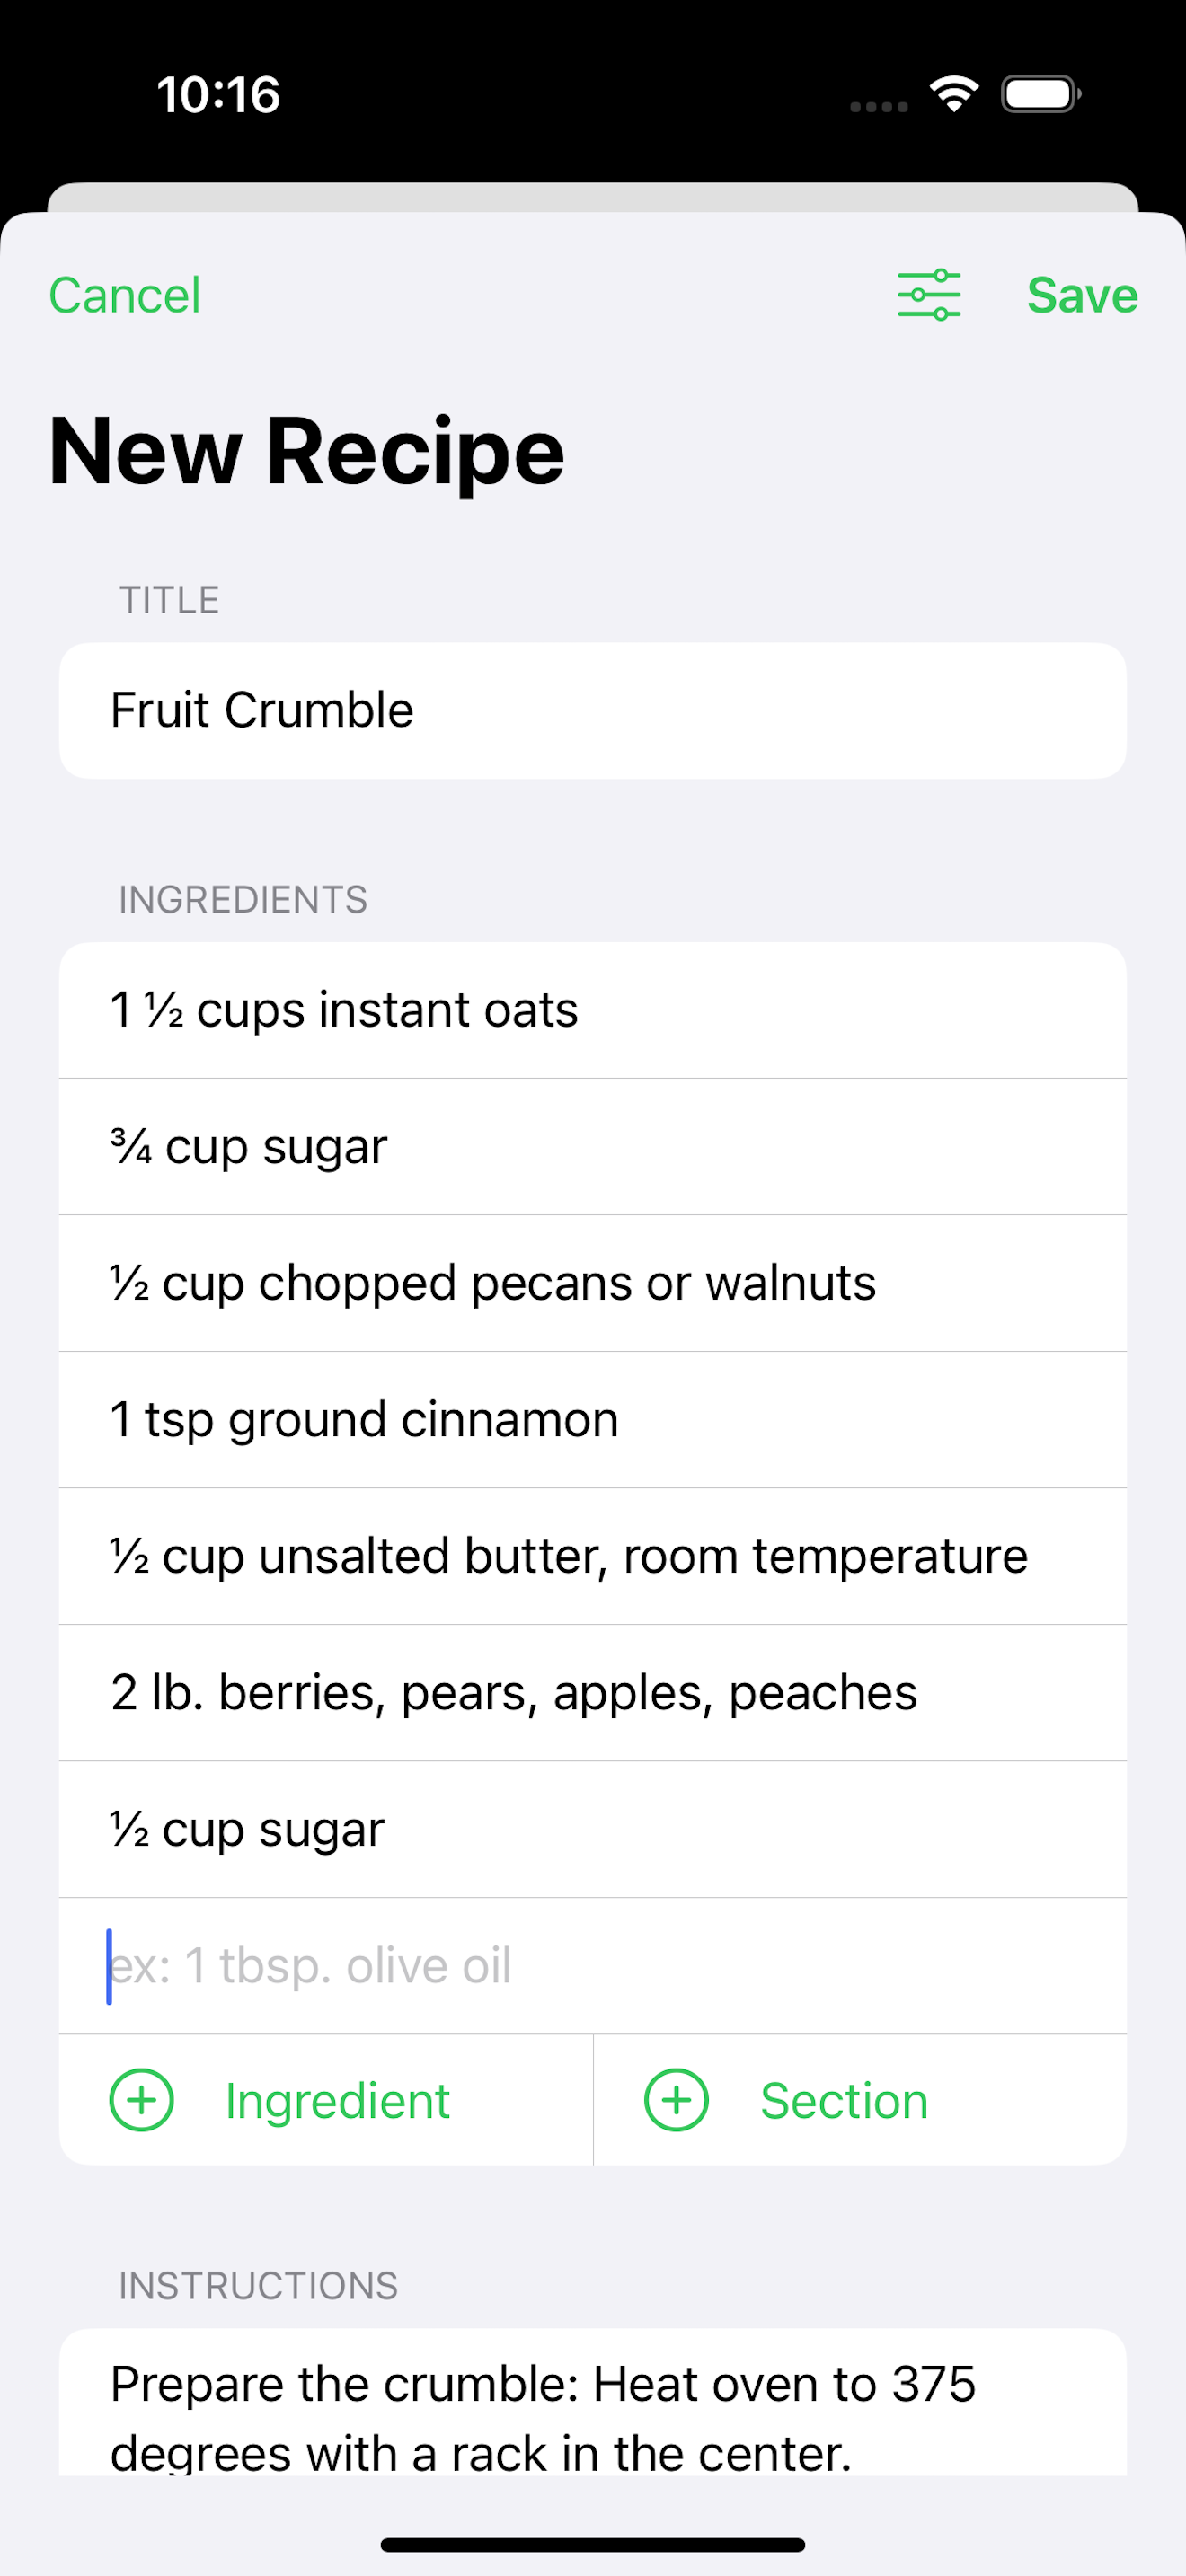 10:16
Cancel
Save
New Recipe
TITLE
Fruit Crumble
INGREDIENTS
1 ½ cups instant oats
¾ cup sugar
½ cup chopped pecans or walnuts
1 tsp ground cinnamon
½ cup unsalted butter, room temperature
2 lb. berries, pears, apples, peaches
½ cup sugar
ex: 1 tbsp. olive oil
Ingredient
Section
INSTRUCTIONS
Prepare the crumble: Heat oven to 375
degrees with a rack in the center.